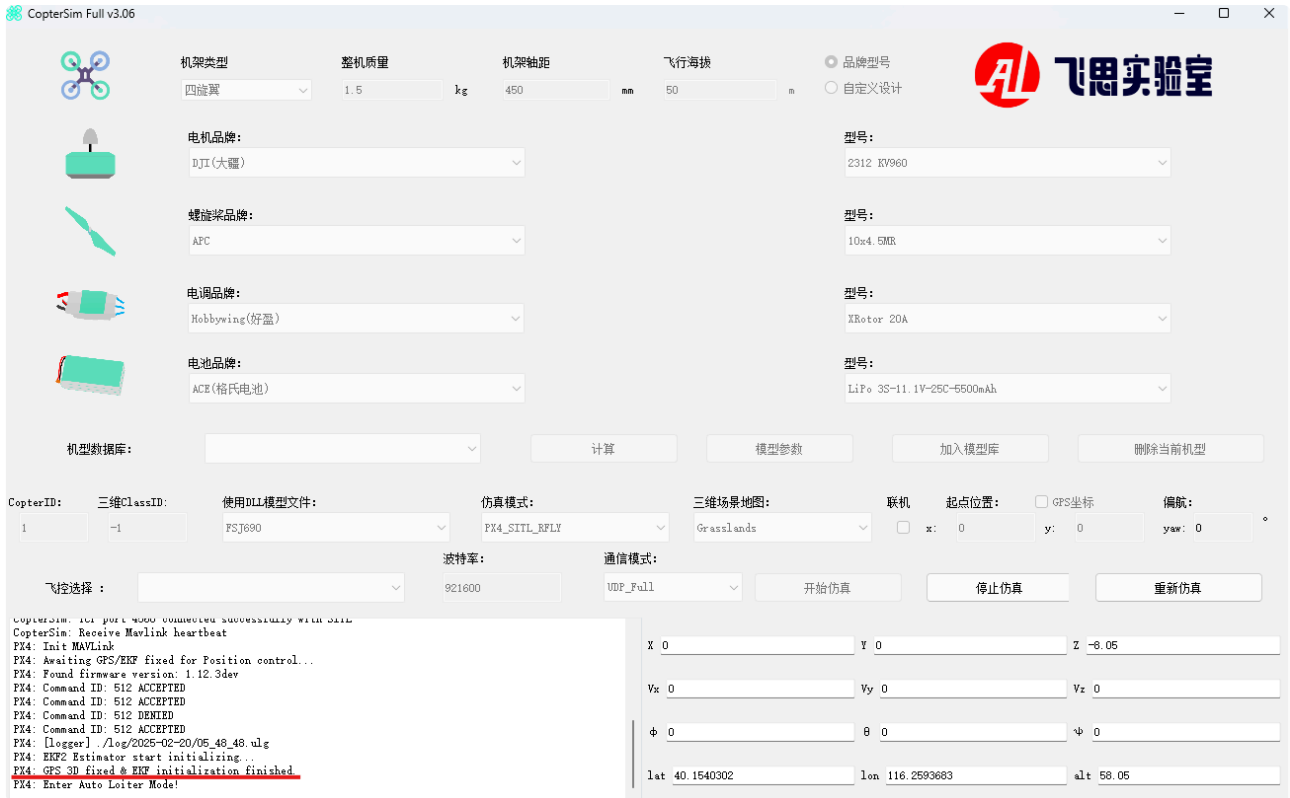 CopterSim Full v3.06
机架类型 整机质量 机架轴距 飞行海拔 品牌型号
四旋翼 1.5 kg 450 mm 50 m 自定义设计
飞思实验室
电机品牌: 型号:
DJI(大疆) 2312 KV960
螺旋桨品牌: 型号:
APC 10x4.5MR
电调品牌: 型号:
Hobbywing(好盈) XRotor 20A
电池品牌: 型号:
ACE(格氏电池) LiPo 3S-11.1V-25C-5500mAh
机型数据库: 计算 模型参数 加入模型库 删除当前机型
CopterID: 三维ClassID: 使用DLL模型文件: 仿真模式: 三维场景地图: 联机 起点位置: GPS坐标 偏航:
1 -1 FSJ690 PX4_SITL_RFLY Grasslands x: 0 y: 0 yaw: 0 °
波特率: 通信模式:
飞控选择 : 921600 UDP_Full 开始仿真 停止仿真 重新仿真
CopterSim: TCP port 4560 connected successfully with SITL
CopterSim: Receive Mavlink heartbeat
PX4: Init MAVLink
PX4: Awaiting GPS/EKF fixed for Position control...
PX4: Found firmware version: 1.12.3dev
PX4: Command ID: 512 ACCEPTED
PX4: Command ID: 512 ACCEPTED
PX4: Command ID: 512 DENIED
PX4: Command ID: 512 ACCEPTED
PX4: [logger] ./log/2025-02-20/05_48_48.ulg
PX4: EKF2 Estimator start initializing...
PX4: GPS 3D fixed & EKF initialization finished.
PX4: Enter Auto Loiter Mode!
X 0 Y 0 Z -8.05
Vx 0 Vy 0 Vz 0
ϕ 0 θ 0 ψ 0
lat 40.1540302 lon 116.2593683 alt 58.05